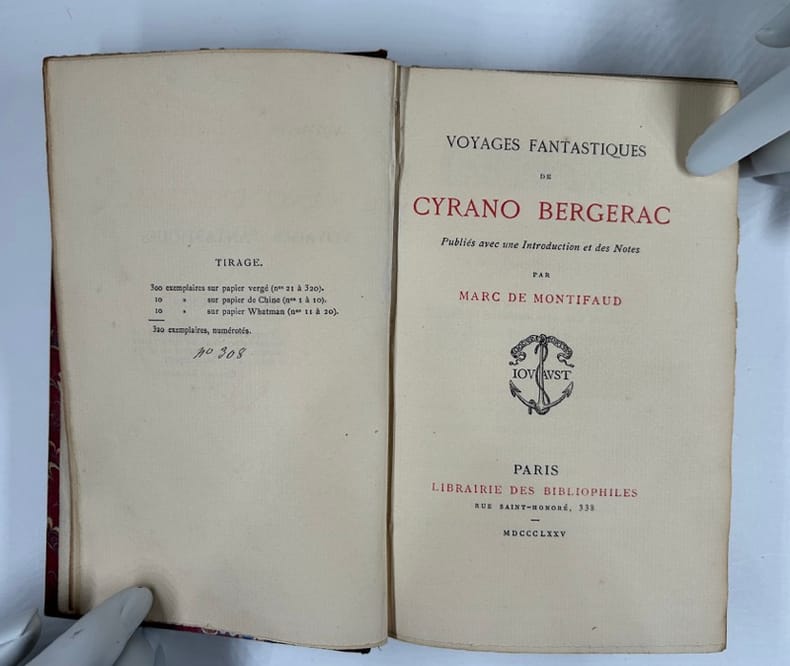 TIRAGE.
300 exemplaires sur papier vergé (nos 21 à 320).
10 » sur papier de Chine (nos 1 à 10).
10 » sur papier Whatman (nos 11 à 20).
320 exemplaires, numérotés.
no 308
VOYAGES FANTASTIQUES
DE
CYRANO BERGERAC
Publiés avec une Introduction et des Notes
PAR
MARC DE MONTIFAUD
IOVAVST
PARIS
LIBRAIRIE DES BIBLIOPHILES
RUE SAINT-HONORÉ, 338
MDCCCLXXV